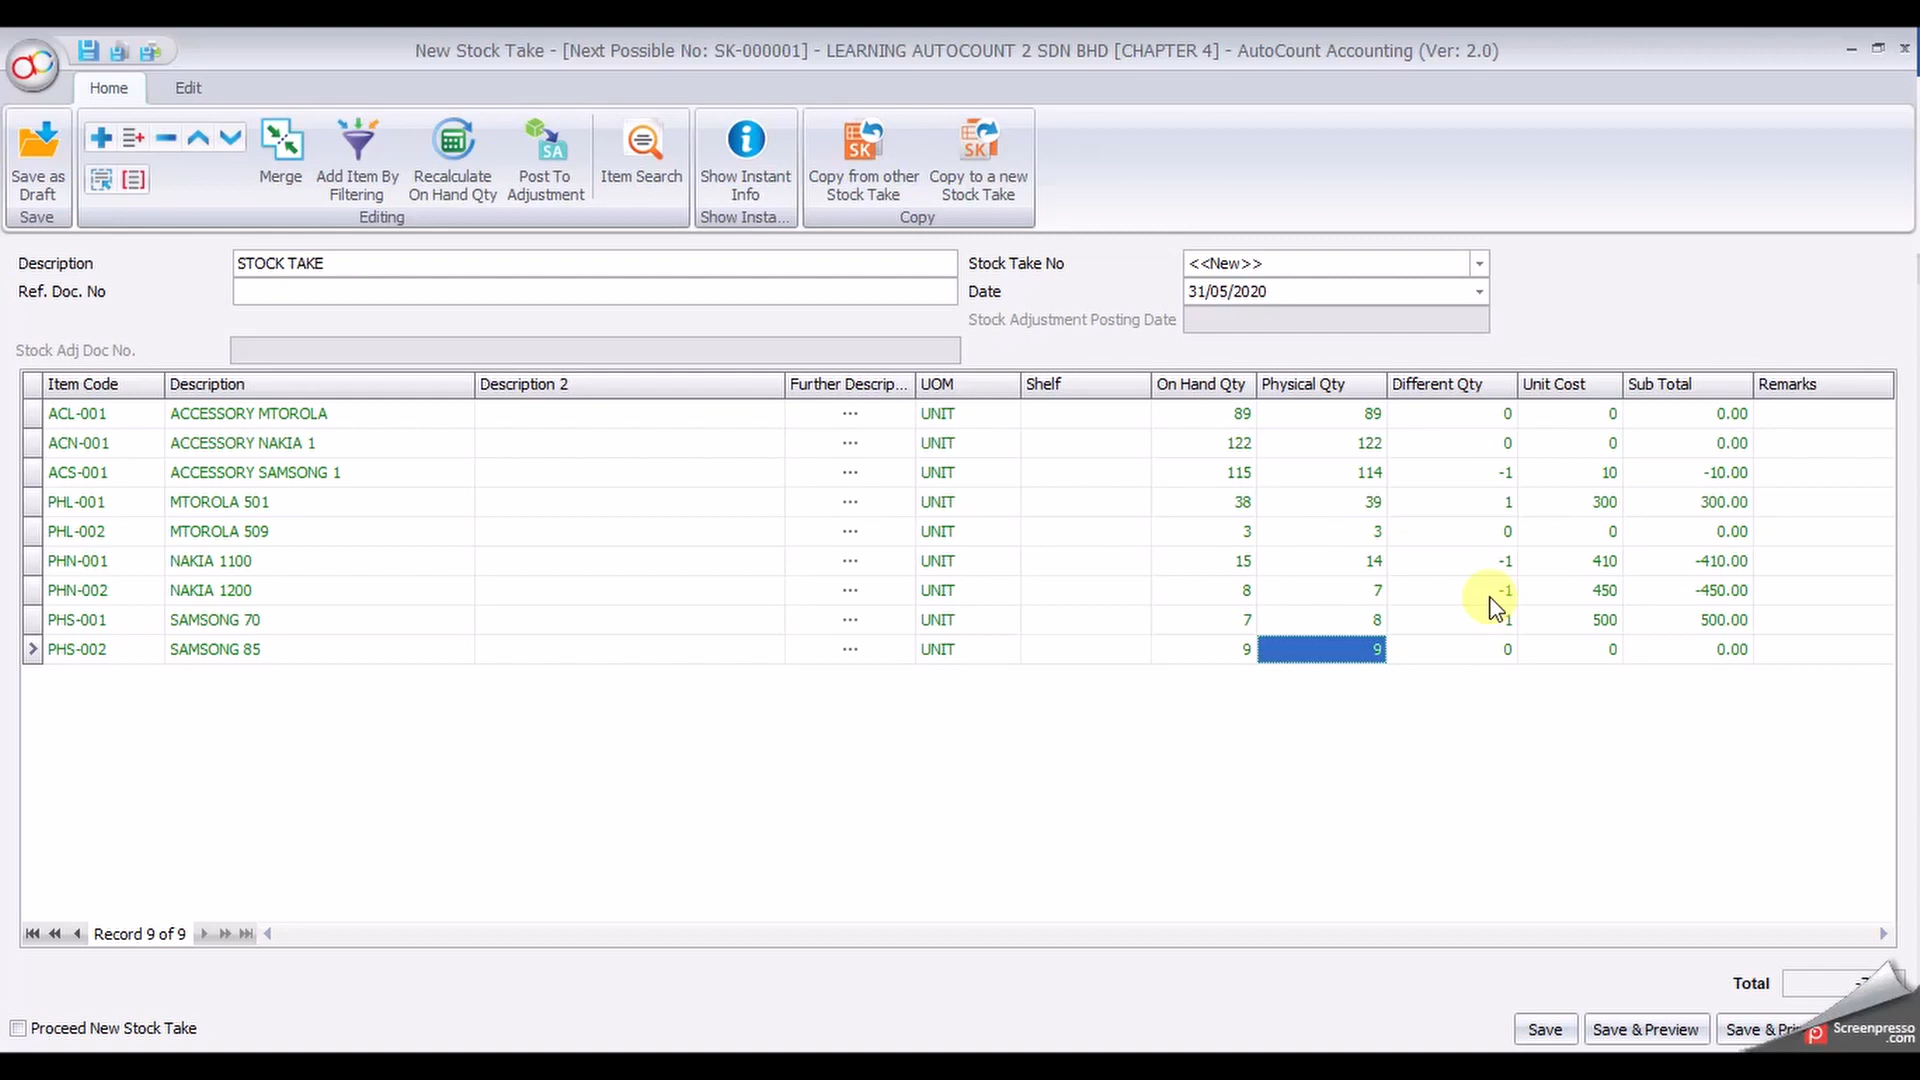 New Stock Take - [Next Possible No: SK-000001] - LEARNING AUTOCOUNT 2 SDN BHD [CHAPTER 4] - AutoCount Accounting (Ver: 2.0)
Home Edit
Save as Draft
Merge
Add Item By Filtering
Recalculate On Hand Qty
SA
Post To Adjustment
Item Search
Show Instant Info
SK
Copy from other Stock Take
SK
Copy to a new Stock Take
Save Editing Show Insta... Copy
Description STOCK TAKE Stock Take No <<New>>
Ref. Doc. No Date 31/05/2020
Stock Adjustment Posting Date
Stock Adj Doc No.
Item Code Description Description 2 Further Descrip... UOM Shelf On Hand Qty Physical Qty Different Qty Unit Cost Sub Total Remarks
ACL-001 ACCESSORY MTOROLA ... UNIT 89 89 0 0 0.00
ACN-001 ACCESSORY NAKIA 1 ... UNIT 122 122 0 0 0.00
ACS-001 ACCESSORY SAMSONG 1 ... UNIT 115 114 -1 10 -10.00
PHL-001 MTOROLA 501 ... UNIT 38 39 1 300 300.00
PHL-002 MTOROLA 509 ... UNIT 3 3 0 0 0.00
PHN-001 NAKIA 1100 ... UNIT 15 14 -1 410 -410.00
PHN-002 NAKIA 1200 ... UNIT 8 7 -1 450 -450.00
PHS-001 SAMSONG 70 ... UNIT 7 8 1 500 500.00
PHS-002 SAMSONG 85 ... UNIT 9 9 0 0 0.00
Record 9 of 9
Total
Proceed New Stock Take
Save Save & Preview Save &
Screenpresso
.com